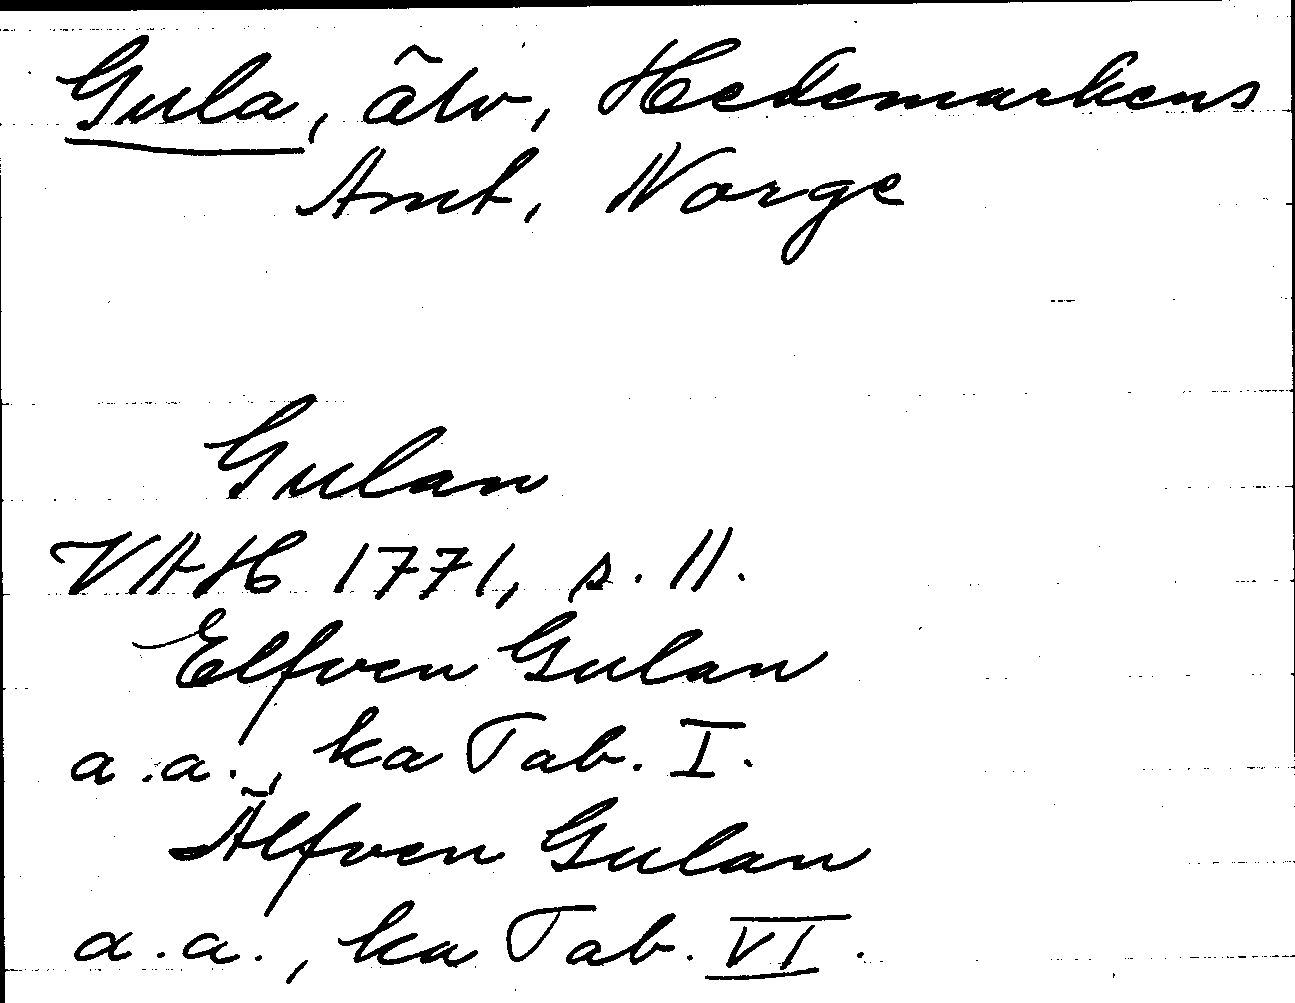 Gula, älv, Hedemarkens
Amt, Norge
Gulan
VAH 1771, s. 11.
Elfven Gulan
a.a., ka Tab. I.
Älfven Gulan
a.a., ka Tab. VI.